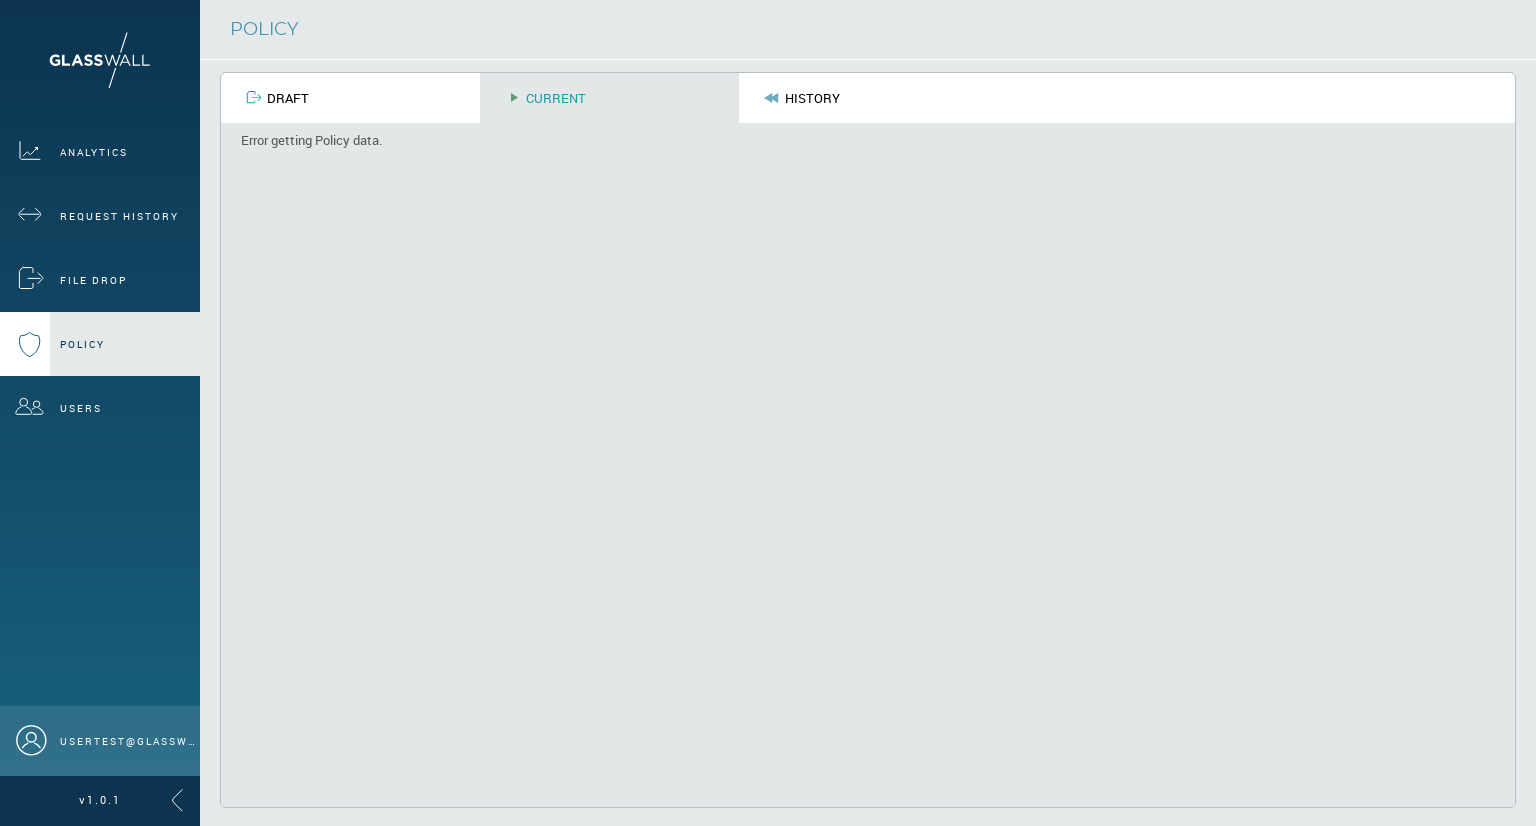 GLASSWALL
POLICY
DRAFT
CURRENT
HISTORY
Error getting Policy data.
ANALYTICS
REQUEST HISTORY
FILE DROP
POLICY
USERS
USERTEST@GLASSW…
v1.0.1